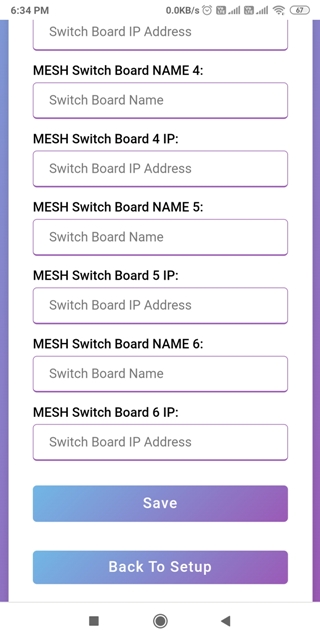 6:34 PM
0.0KB/s
67
Switch Board IP Address
MESH Switch Board NAME 4:
Switch Board Name
MESH Switch Board 4 IP:
Switch Board IP Address
MESH Switch Board NAME 5:
Switch Board Name
MESH Switch Board 5 IP:
Switch Board IP Address
MESH Switch Board NAME 6:
Switch Board Name
MESH Switch Board 6 IP:
Switch Board IP Address
Save
Back To Setup